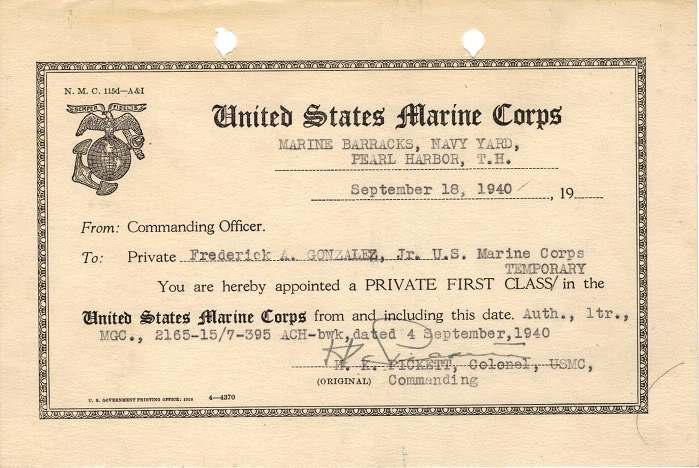 N. M. C. 115d—A&I
SEMPER FIDELIS
United States Marine Corps
MARINE BARRACKS, NAVY YARD,
PEARL HARBOR, T.H.
September 18, 1940 , 19
From: Commanding Officer.
To: Private Frederick A. GONZALEZ, Jr. U.S. Marine Corps
TEMPORARY
You are hereby appointed a PRIVATE FIRST CLASS/ in the
United States Marine Corps from and including this date. Auth., ltr.,
MGC., 2165-15/7-395 ACH-bwk, dated 4 September, 1940
H. K. PICKETT, Colonel, USMC,
(ORIGINAL) Commanding
U. S. GOVERNMENT PRINTING OFFICE: 4—4370